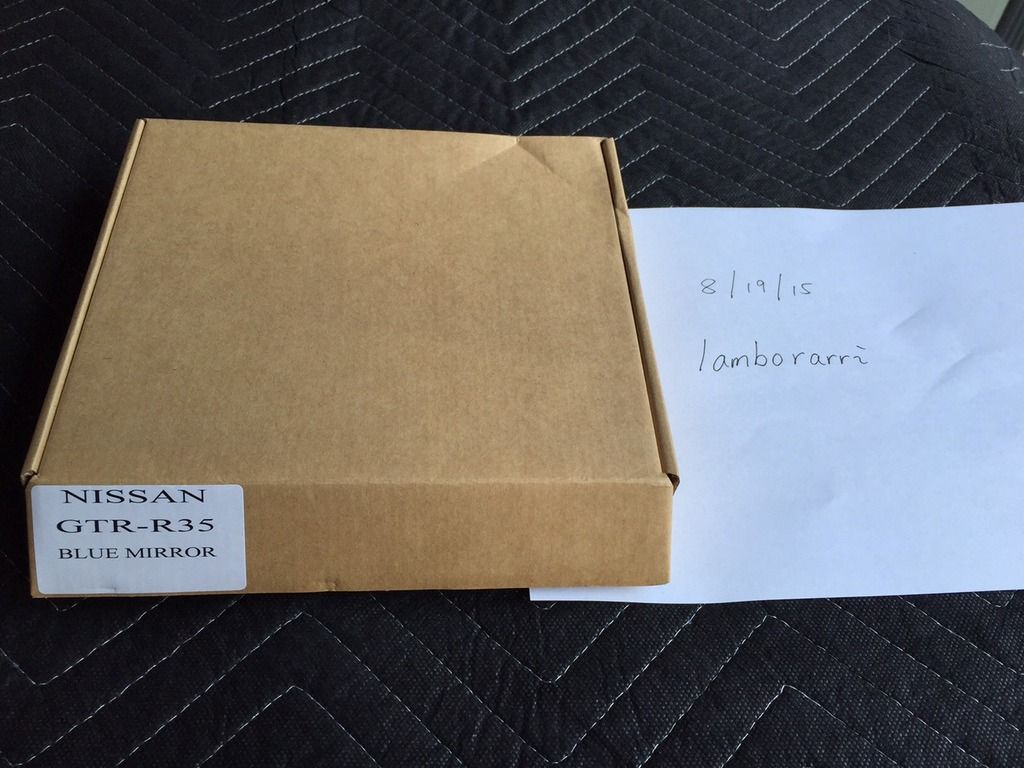 NISSAN
GTR-R35
BLUE MIRROR
8/19/15
lamborarri